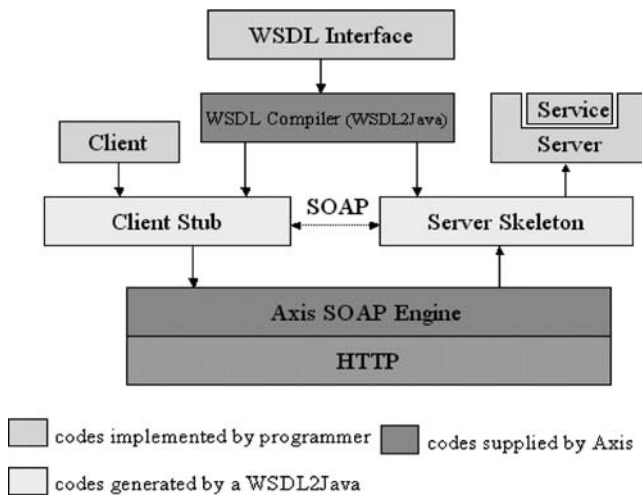 WSDL Interface
WSDL Compiler (WSDL2Java)
Service
Server
Client
SOAP
Client Stub
Server Skeleton
Axis SOAP Engine
HTTP
codes implemented by programmer
codes supplied by Axis
codes generated by a WSDL2Java